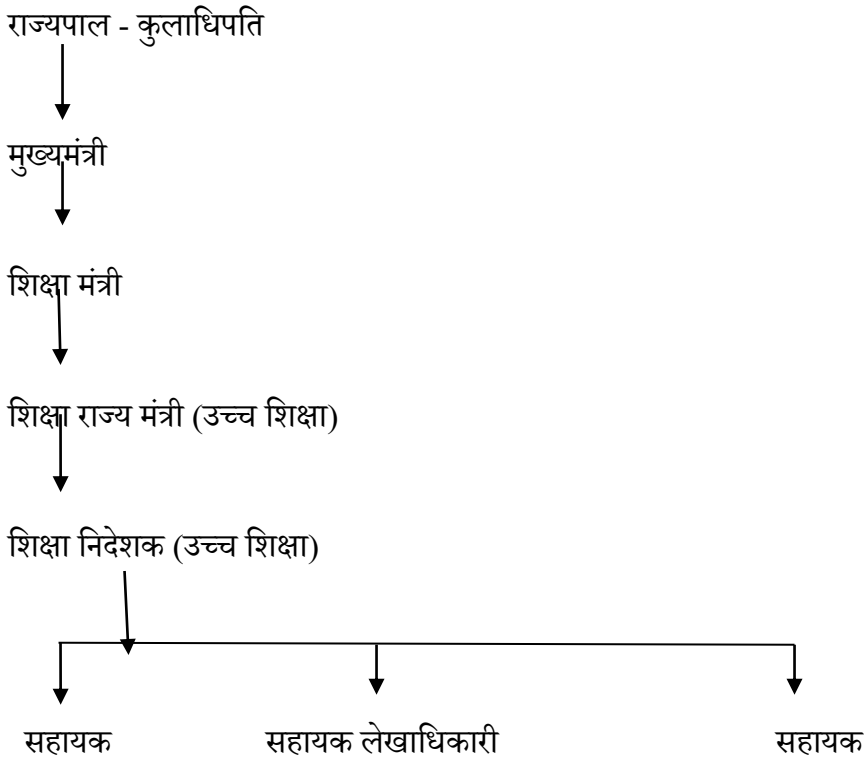 राज्यपाल - कुलाधिपति
मुख्यमंत्री
शिक्षा मंत्री
शिक्षा राज्य मंत्री (उच्च शिक्षा)
शिक्षा निदेशक (उच्च शिक्षा)
सहायक सहायक लेखाधिकारी सहायक